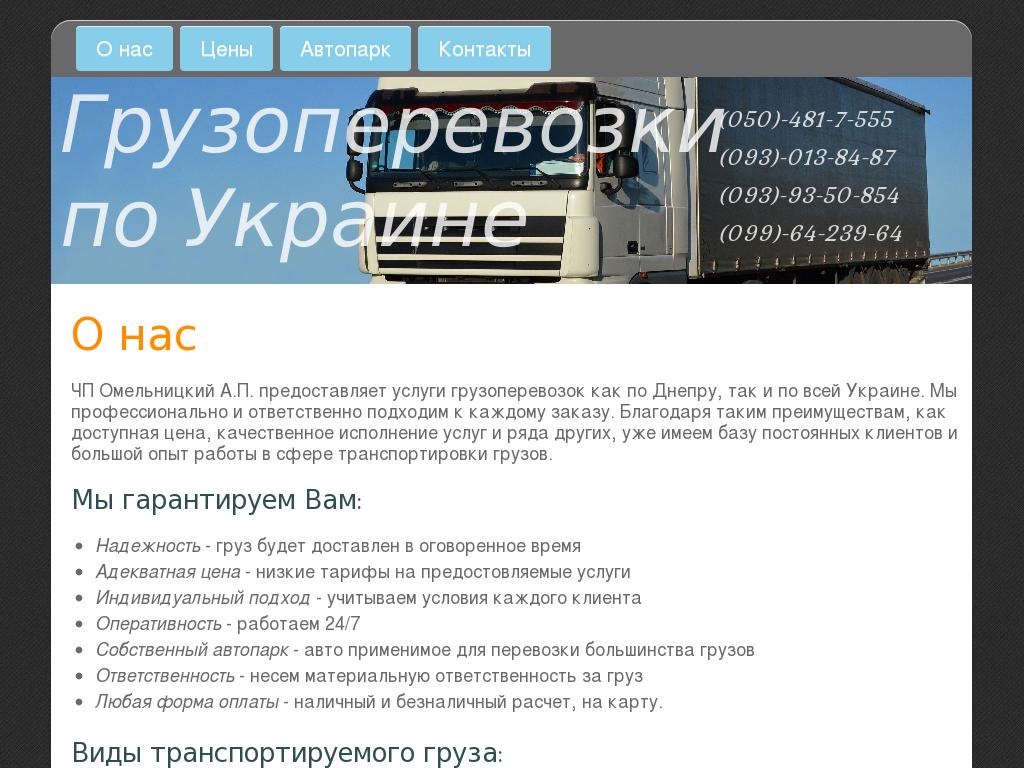 О нас Цены Автопарк Контакты
Грузоперевозки
по Украине
(050)-481-7-555
(093)-013-84-87
(093)-93-50-854
(099)-64-239-64
О нас
ЧП Омельницкий А.П. предоставляет услуги грузоперевозок как по Днепру, так и по всей Украине. Мы
профессионально и ответственно подходим к каждому заказу. Благодаря таким преимуществам, как
доступная цена, качественное исполнение услуг и ряда других, уже имеем базу постоянных клиентов и
большой опыт работы в сфере транспортировки грузов.
Мы гарантируем Вам:
• Надежность - груз будет доставлен в оговоренное время
• Адекватная цена - низкие тарифы на предостовляемые услуги
• Индивидуальный подход - учитываем условия каждого клиента
• Оперативность - работаем 24/7
• Собственный автопарк - авто применимое для перевозки большинства грузов
• Ответственность - несем материальную ответственность за груз
• Любая форма оплаты - наличный и безналичный расчет, на карту.
Виды транспортируемого груза: